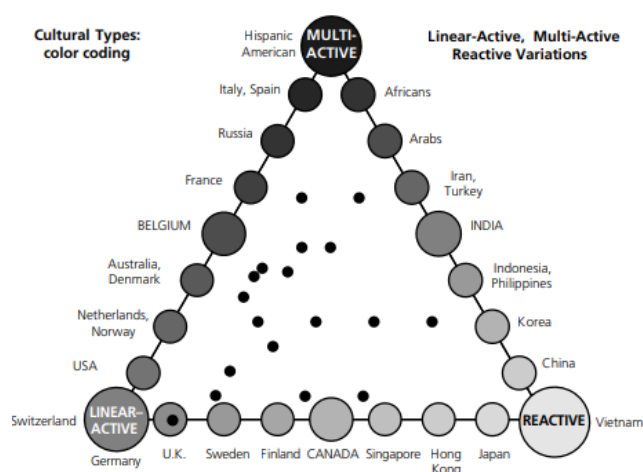 Cultural Types:
color coding
Linear-Active, Multi-Active
Reactive Variations
Hispanic
American
MULTI-
ACTIVE
Italy, Spain
Africans
Russia
Arabs
France
Iran,
Turkey
BELGIUM
INDIA
Australia,
Denmark
Indonesia,
Philippines
Netherlands,
Norway
Korea
USA
China
Switzerland
LINEAR–
ACTIVE
REACTIVE
Vietnam
Germany
U.K.
Sweden
Finland
CANADA
Singapore
Hong
Kong
Japan